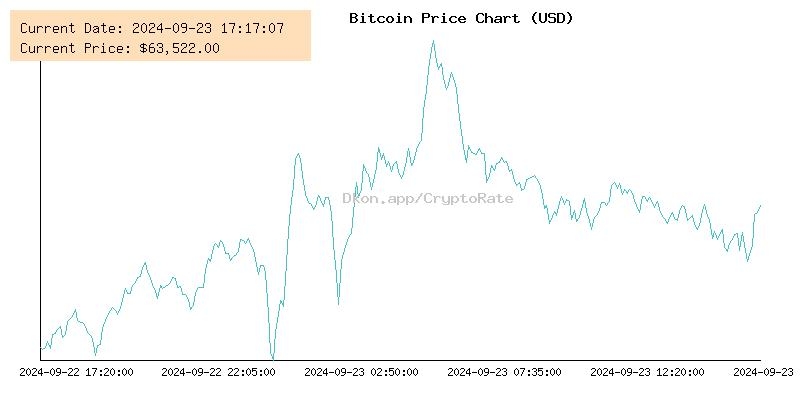 Bitcoin Price Chart (USD)
Current Date: 2024-09-23 17:17:07
Current Price: $63,522.00
Dkon.app/CryptoRate
2024-09-22 17:20:00 2024-09-22 22:05:00 2024-09-23 02:50:00 2024-09-23 07:35:00 2024-09-23 12:20:00 2024-09-23